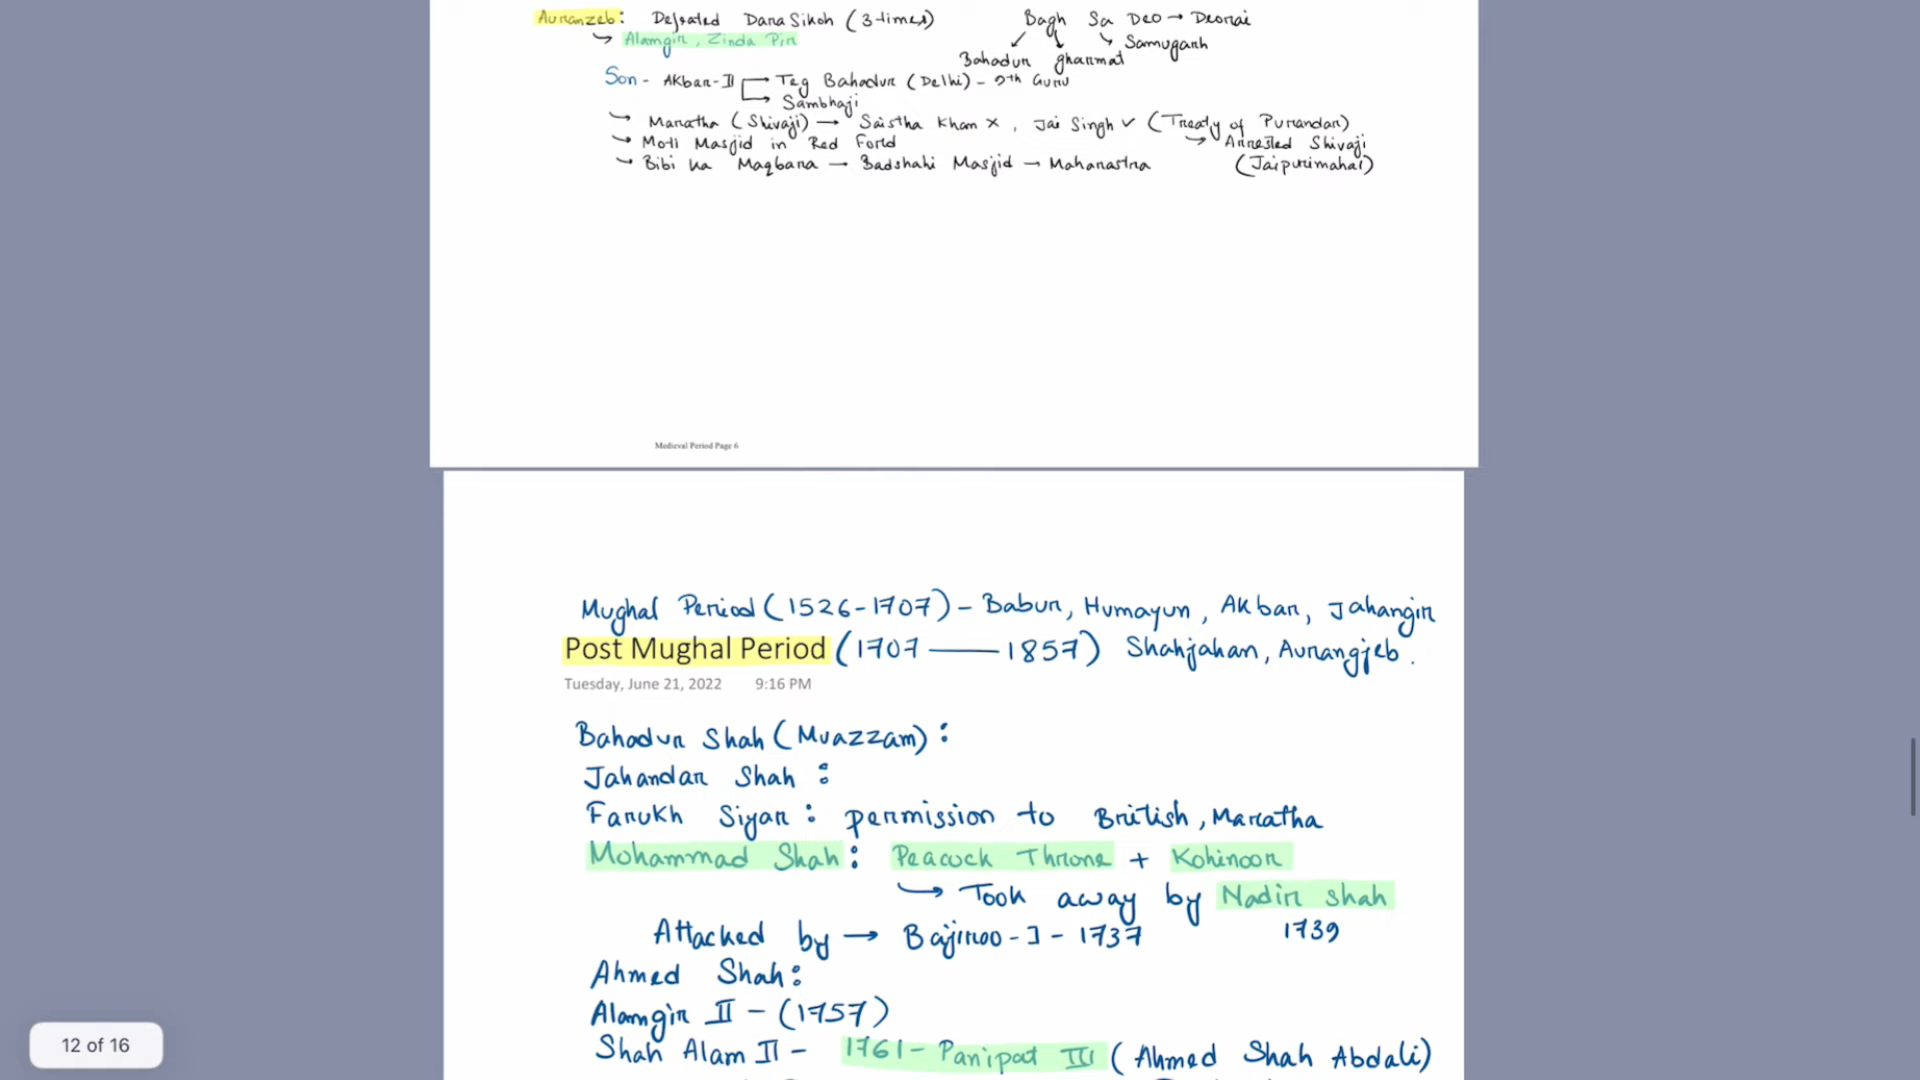 Auranzeb: Defeated Dara Sikoh (3-times) Bagh Sa Deo → Deorai
↳ Alamgir, Zinda Pir
Samugarh
Bahadur gharmat
Son - Akbar-II → Teg Bahadur (Delhi) - 9th Guru
→ Sambhaji
→ Maratha (Shivaji) → Saistha Khan x, Jai Singh ✓ (Treaty of Purandar)
→ Moti Masjid in Red Fortd → Arrested Shivaji
→ Bibi ka Maqbara → Badshahi Masjid → Maharastra (Jaipurimahal)
Medieval Period Page 6
Mughal Period (1526-1707) - Babur, Humayun, Akbar, Jahangir
Post Mughal Period (1707 — 1857) Shahjahan, Aurangjeb.
Tuesday, June 21, 2022 9:16 PM
Bahadur Shah (Muazzam):
Jahandar Shah:
Farukh Siyar: permission to British, Maratha
Mohammad Shah: Peacock Throne + Kohinoor
↳ Took away by Nadir Shah
Attacked by → Bajiroo-I - 1737 1739
Ahmed Shah:
Alamgir II - (1757)
Shah Alam II - 1761- Panipat III (Ahmed Shah Abdali)
12 of 16